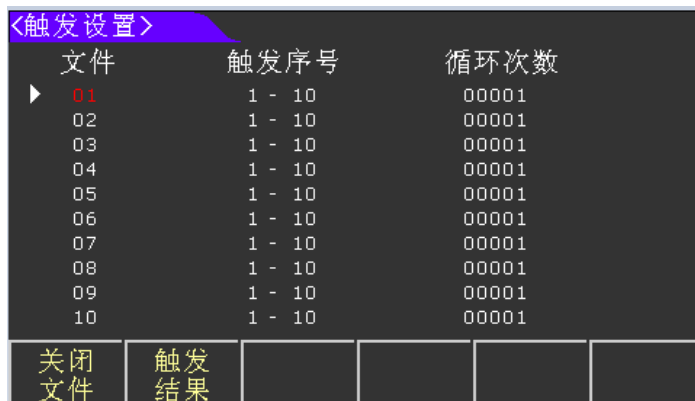 <触发设置>
文件 触发序号 循环次数
01 1 - 10 00001
02 1 - 10 00001
03 1 - 10 00001
04 1 - 10 00001
05 1 - 10 00001
06 1 - 10 00001
07 1 - 10 00001
08 1 - 10 00001
09 1 - 10 00001
10 1 - 10 00001
关闭 触发
文件 结果